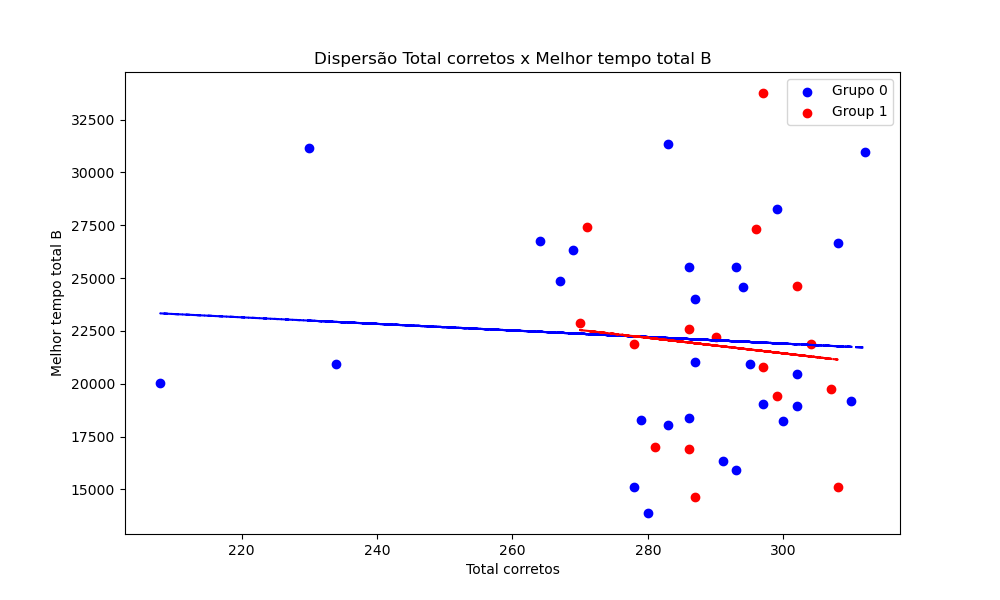 Dispersão Total corretos x Melhor tempo total B
Grupo 0
Group 1
32500
30000
27500
25000
22500
20000
17500
15000
Melhor tempo total B
220
240
260
280
300
Total corretos